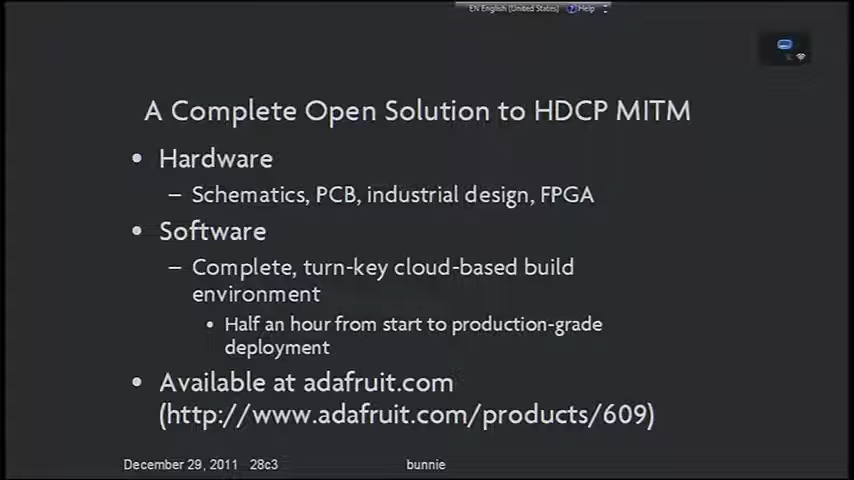 EN English (United States) Help
A Complete Open Solution to HDCP MITM
• Hardware
– Schematics, PCB, industrial design, FPGA
• Software
– Complete, turn-key cloud-based build
environment
• Half an hour from start to production-grade
deployment
• Available at adafruit.com
(http://www.adafruit.com/products/609)
December 29, 2011 28c3 bunnie